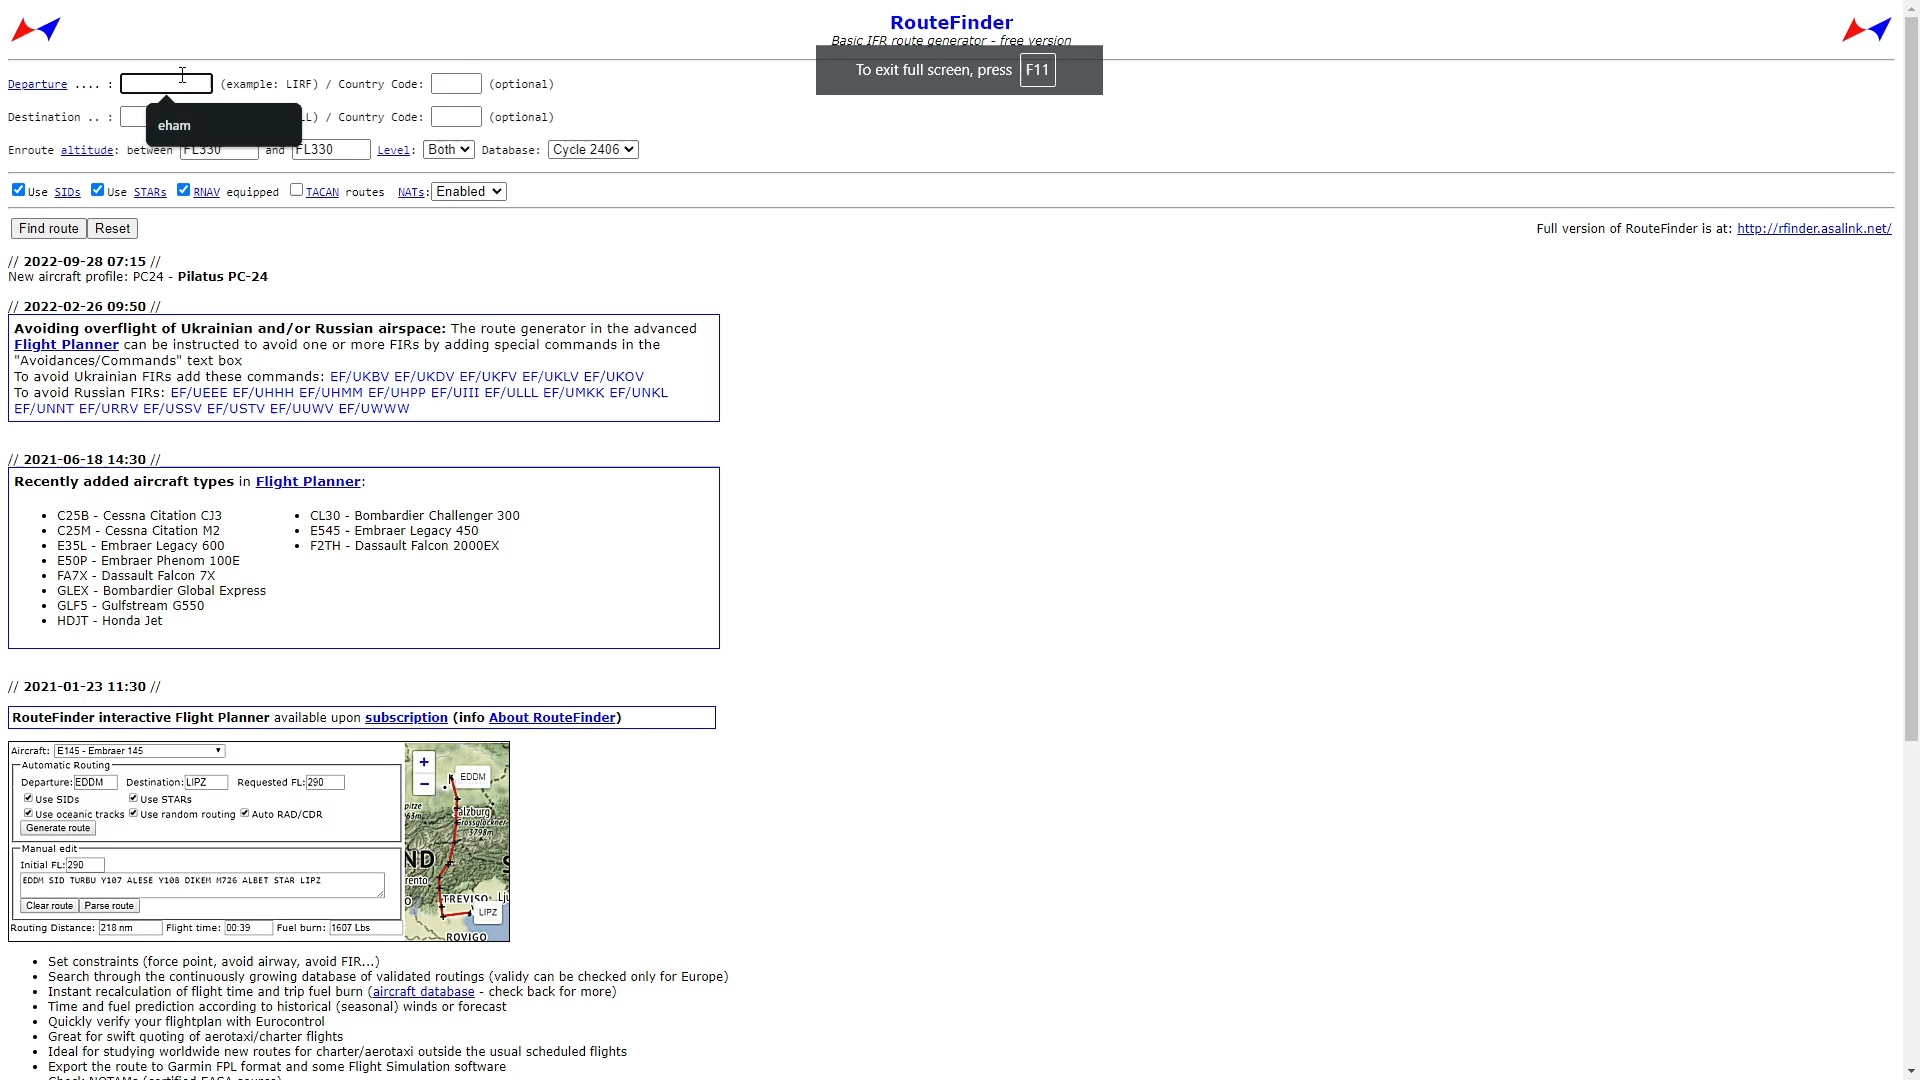 RouteFinder
Basic IFR route generator - free version
To exit full screen, press F11
Departure .... : (example: LIRF) / Country Code: (optional)
eham
Destination .. : LL) / Country Code: (optional)
Enroute altitude: between FL330 and FL330 Level: Both Database: Cycle 2406
Use SIDs Use STARs RNAV equipped TACAN routes NATs: Enabled
Find route Reset Full version of RouteFinder is at: http://rfinder.asalink.net/
// 2022-09-28 07:15 //
New aircraft profile: PC24 - Pilatus PC-24
// 2022-02-26 09:50 //
Avoiding overflight of Ukrainian and/or Russian airspace: The route generator in the advanced
Flight Planner can be instructed to avoid one or more FIRs by adding special commands in the
"Avoidances/Commands" text box
To avoid Ukrainian FIRs add these commands: EF/UKBV EF/UKDV EF/UKFV EF/UKLV EF/UKOV
To avoid Russian FIRs: EF/UEEE EF/UHHH EF/UHMM EF/UHPP EF/UIII EF/ULLL EF/UMKK EF/UNKL
EF/UNNT EF/URRV EF/USSV EF/USTV EF/UUWV EF/UWWW
// 2021-06-18 14:30 //
Recently added aircraft types in Flight Planner:
• C25B - Cessna Citation CJ3
• C25M - Cessna Citation M2
• E35L - Embraer Legacy 600
• E50P - Embraer Phenom 100E
• FA7X - Dassault Falcon 7X
• GLEX - Bombardier Global Express
• GLF5 - Gulfstream G550
• HDJT - Honda Jet
• CL30 - Bombardier Challenger 300
• E545 - Embraer Legacy 450
• F2TH - Dassault Falcon 2000EX
// 2021-01-23 11:30 //
RouteFinder interactive Flight Planner available upon subscription (info About RouteFinder)
Aircraft: E145 - Embraer 145
Automatic Routing
Departure: EDDM Destination: LIPZ Requested FL: 290
Use SIDs Use STARs
Use oceanic tracks Use random routing Auto RAD/CDR
Generate route
Manual edit
Initial FL: 290
EDDM SID TURBU Y107 ALESE Y108 DIKEM M726 ALBET STAR LIPZ
Clear route Parse route
Routing Distance: 218 nm Flight time: 00:39 Fuel burn: 1607 Lbs
+
−
EDDM
pitze
63m
alzburg
Grossglockner
3798m
ND
rento
TREVISO
Lj
LIPZ
ROVIGO
• Set constraints (force point, avoid airway, avoid FIR...)
• Search through the continuously growing database of validated routings (validy can be checked only for Europe)
• Instant recalculation of flight time and trip fuel burn (aircraft database - check back for more)
• Time and fuel prediction according to historical (seasonal) winds or forecast
• Quickly verify your flightplan with Eurocontrol
• Great for swift quoting of aerotaxi/charter flights
• Ideal for studying worldwide new routes for charter/aerotaxi outside the usual scheduled flights
• Export the route to Garmin FPL format and some Flight Simulation software
• Check NOTAMs (certified EASA source)